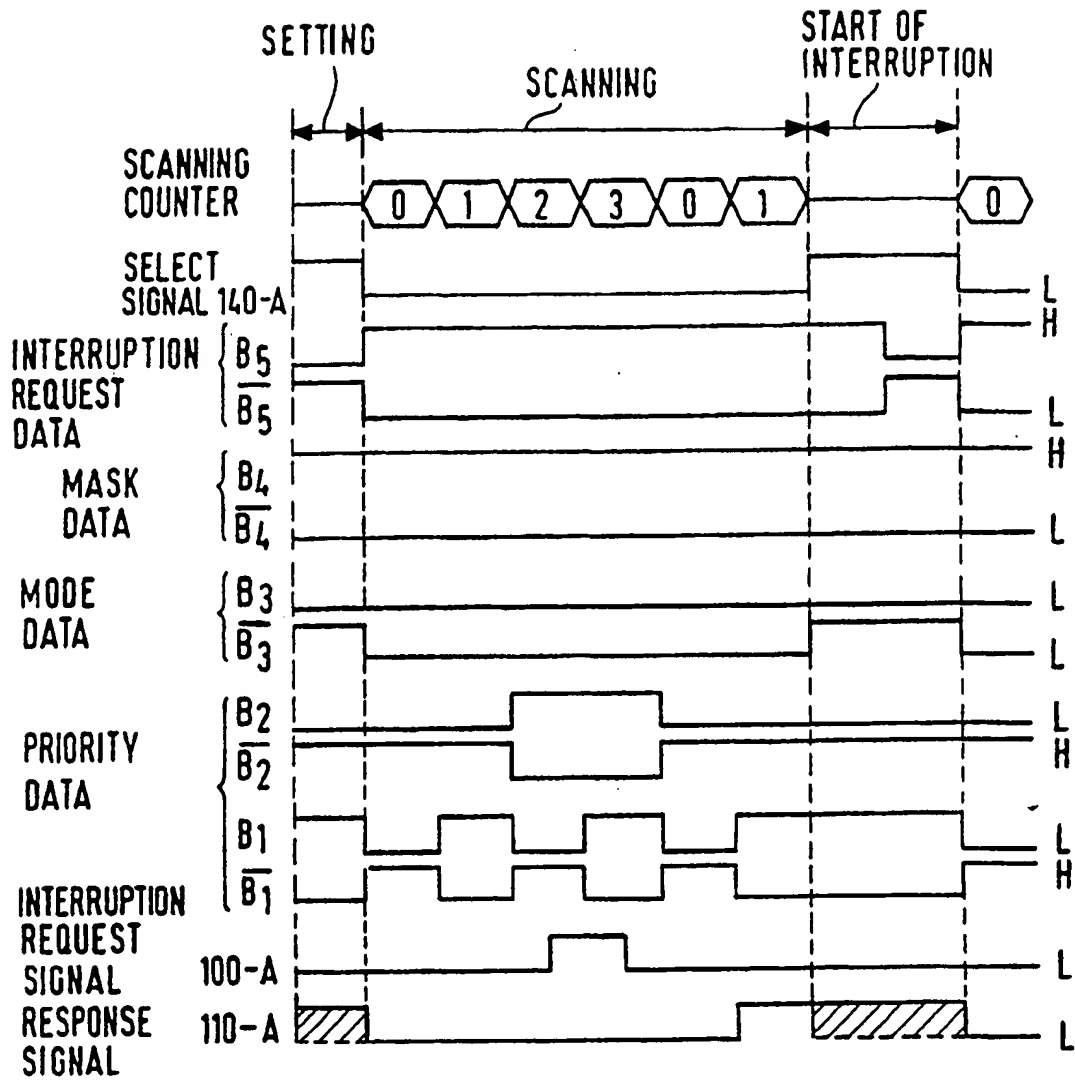 SETTING
SCANNING
START OF
INTERRUPTION
SCANNING
COUNTER
0 1 2 3 0 1 0
SELECT
SIGNAL 140-A
L
INTERRUPTION
REQUEST
DATA
B5
H
B̅5
L
MASK
DATA
B4
H
B̅4
L
MODE
DATA
B3
L
B̅3
L
PRIORITY
DATA
B2
L
B̅2
H
B1
L
B̅1
H
INTERRUPTION
REQUEST
SIGNAL
100-A
L
RESPONSE
SIGNAL
110-A
L